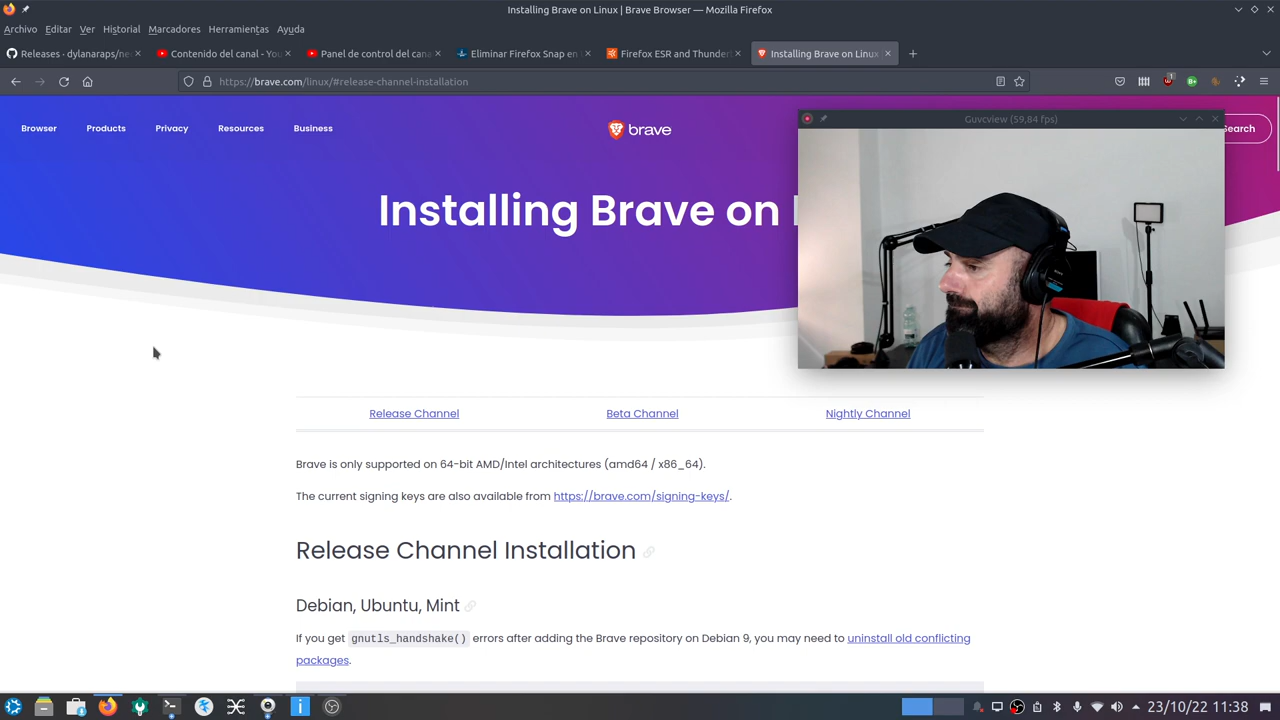 Installing Brave on Linux | Brave Browser — Mozilla Firefox
Archivo Editar Ver Historial Marcadores Herramientas Ayuda
Releases · dylanaraps/ne
Contenido del canal - You
Panel de control del cana
Eliminar Firefox Snap en
Firefox ESR and Thunder
Installing Brave on Linux
https://brave.com/linux/#release-channel-installation
Browser Products Privacy Resources Business
brave
Search
Guvcview (59,84 fps)
Installing Brave on
Release Channel Beta Channel Nightly Channel
Brave is only supported on 64-bit AMD/Intel architectures (amd64 / x86_64).
The current signing keys are also available from https://brave.com/signing-keys/.
Release Channel Installation
Debian, Ubuntu, Mint
If you get gnutls_handshake() errors after adding the Brave repository on Debian 9, you may need to uninstall old conflicting
packages.
23/10/22 11:38